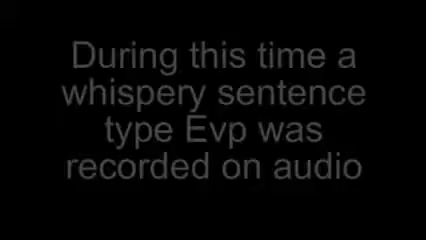 During this time a
whispery sentence
type Evp was
recorded on audio